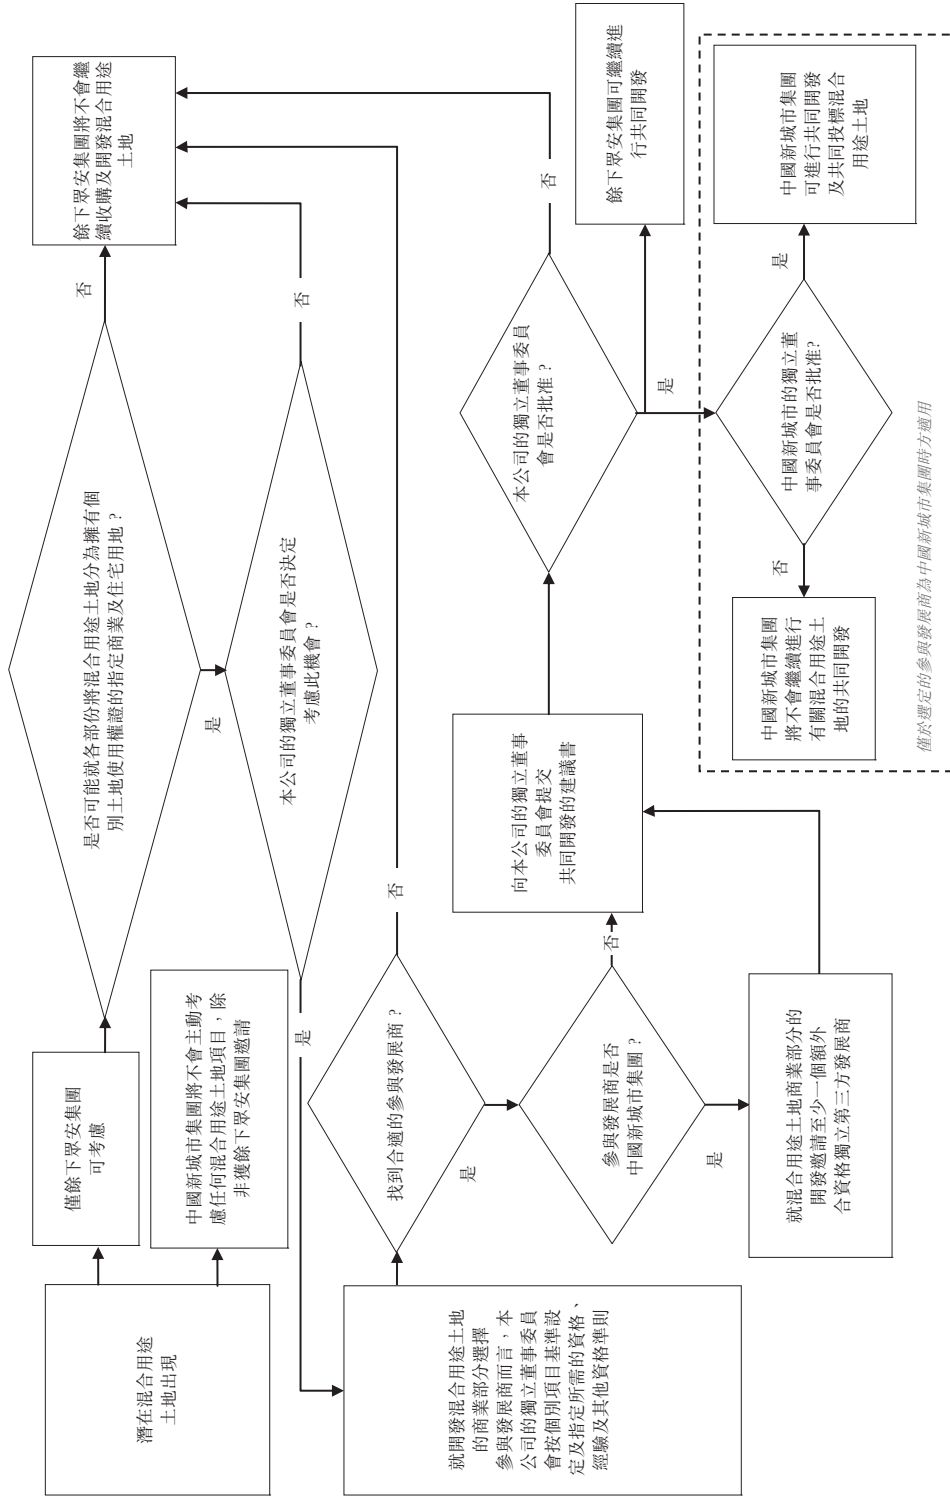 潛在混合用途
土地出現
僅餘下眾安集團
可考慮
中國新城市集團將不會主動考
慮任何混合用途土地項目，除
非獲餘下眾安集團邀請
是否可能就各部份將混合用途土地分為擁有個
別土地使用權證的指定商業及住宅用地？
否
餘下眾安集團將不會繼
續收購及開發混合用途
土地
是
本公司的獨立董事委員會是否決定
考慮此機會？
否
是
就開發混合用途土地
的商業部分選擇
參與發展商而言，本
公司的獨立董事委員
會按個別項目基準設
定及指定所需的資格、
經驗及其他資格準則
找到合適的參與發展商？
否
是
參與發展商是否
中國新城市集團？
否
是
就混合用途土地商業部分的
開發邀請至少一個額外
合資格獨立第三方發展商
向本公司的獨立董事
委員會提交
共同開發的建議書
本公司的獨立董事委員
會是否批准？
否
是
餘下眾安集團可繼續進
行共同開發
中國新城市的獨立董
事委員會是否批准?
否
是
中國新城市集團
將不會繼續進行
有關混合用途土
地的共同開發
中國新城市集團
可進行共同開發
及共同投標混合
用途土地
僅於選定的參與發展商為中國新城市集團時方適用